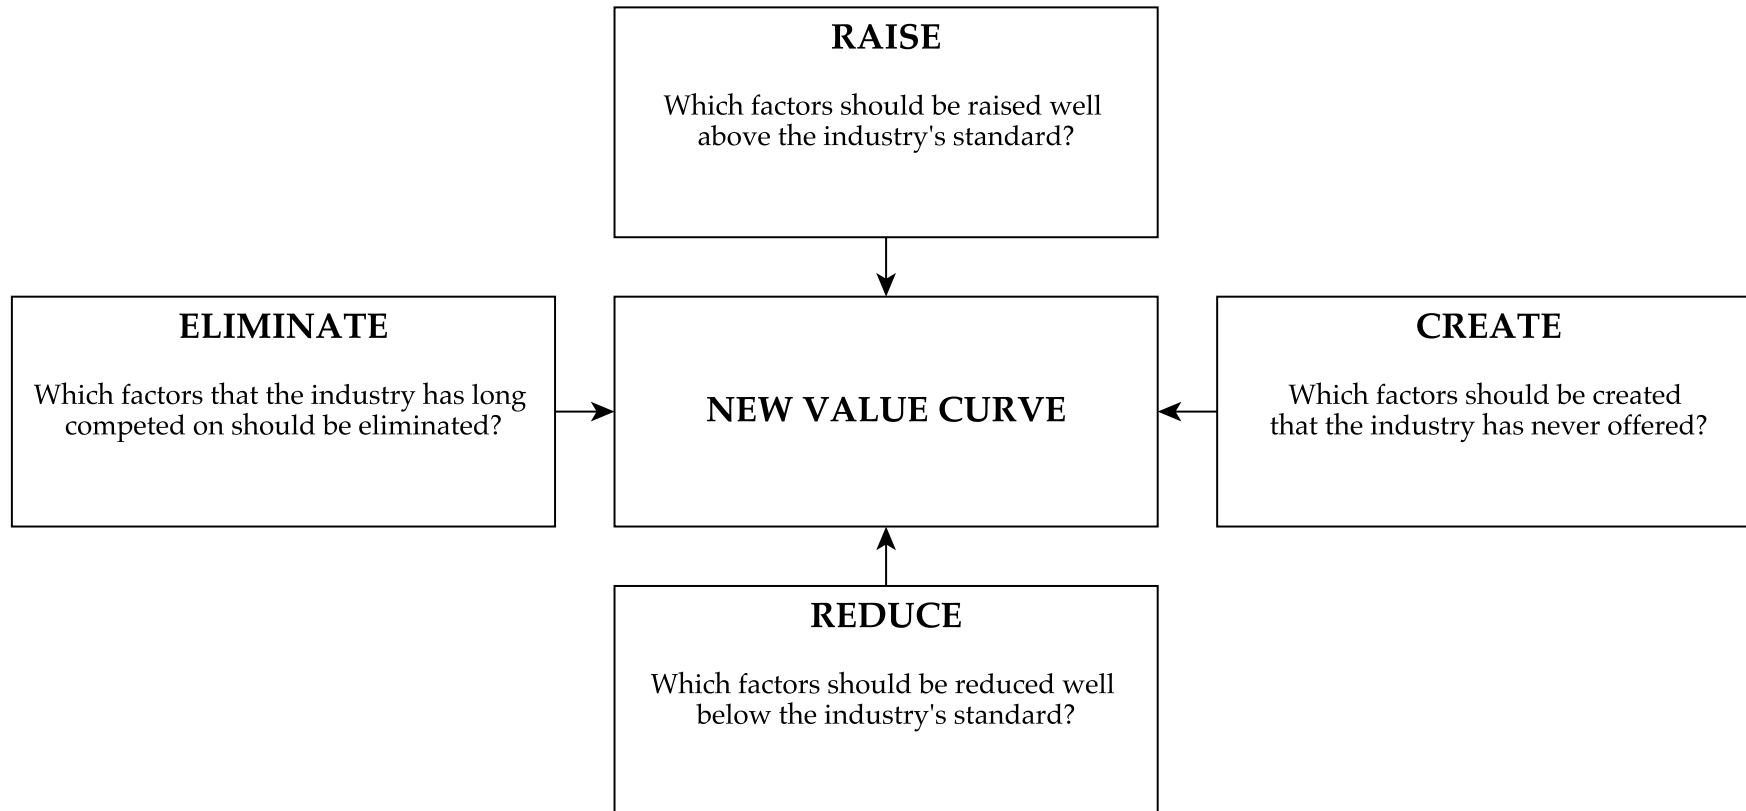 RAISE
Which factors should be raised well
above the industry's standard?
ELIMINATE
Which factors that the industry has long
competed on should be eliminated?
NEW VALUE CURVE
CREATE
Which factors should be created
that the industry has never offered?
REDUCE
Which factors should be reduced well
below the industry's standard?